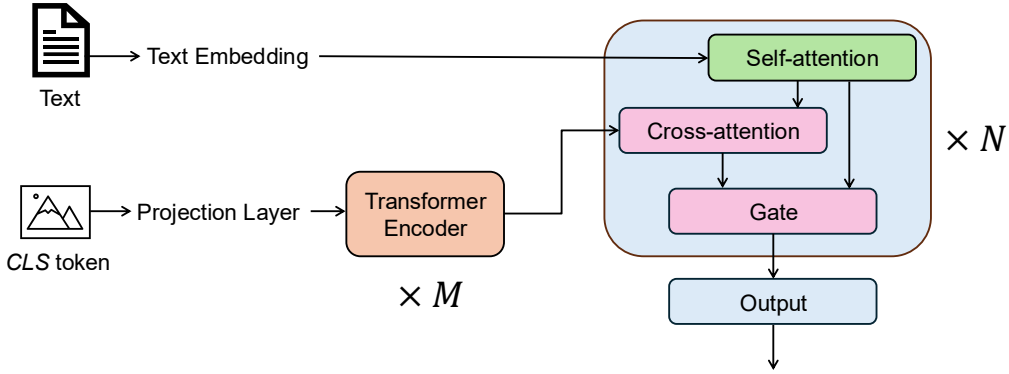 Text
Text Embedding
Self-attention
Cross-attention
Gate
× N
CLS token
Projection Layer
Transformer
Encoder
× M
Output